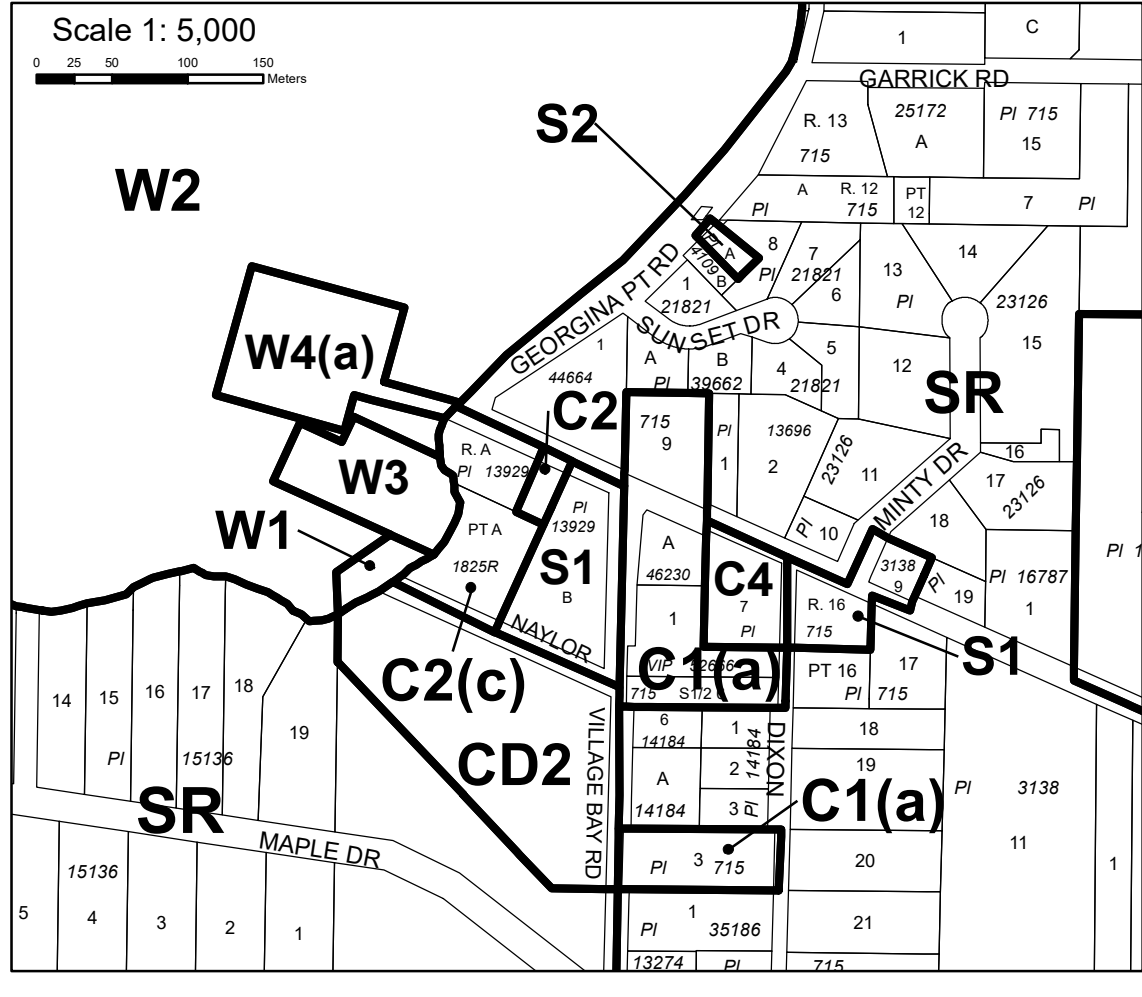 Scale 1: 5,000
0 25 50 100 150
Meters
1
C
GARRICK RD
S2
R. 13
715
25172
A
Pl 715
15
W2
A R. 12
Pl 715
PT
12
7 Pl
PT A
4109
B
8
Pl
7
21821
6
13
Pl
14
23126
15
1
21821
GEORGINA PT RD
SUNSET DR
W4(a)
1
44664
A
Pl
B
39662
4
21821
5
12
SR
C2
715
9
Pl
1
13696
2
23126
11
Pl 10
MINTY DR
16
17
23126
18
R. A
Pl 13929
W3
Pl
13929
PT A
1825R
S1
B
W1
A
46230
1
C4
7
Pl
3138
9
Pl
19
Pl 16787
1
Pl 1
R. 16
715
S1
NAYLOR
C2(c)
VIP 52666
C1(a)
715 S1/2 6
PT 16
Pl
17
715
14
15
16
17
18
19
Pl 15136
SR
CD2
VILLAGE BAY RD
6
14184
A
14184
1
2
3
14184
Pl
DIXON
18
19
C1(a)
Pl 3138
11
1
MAPLE DR
3
Pl 715
20
15136
5
4
3
2
1
1
Pl 35186
21
13274
Pl
715